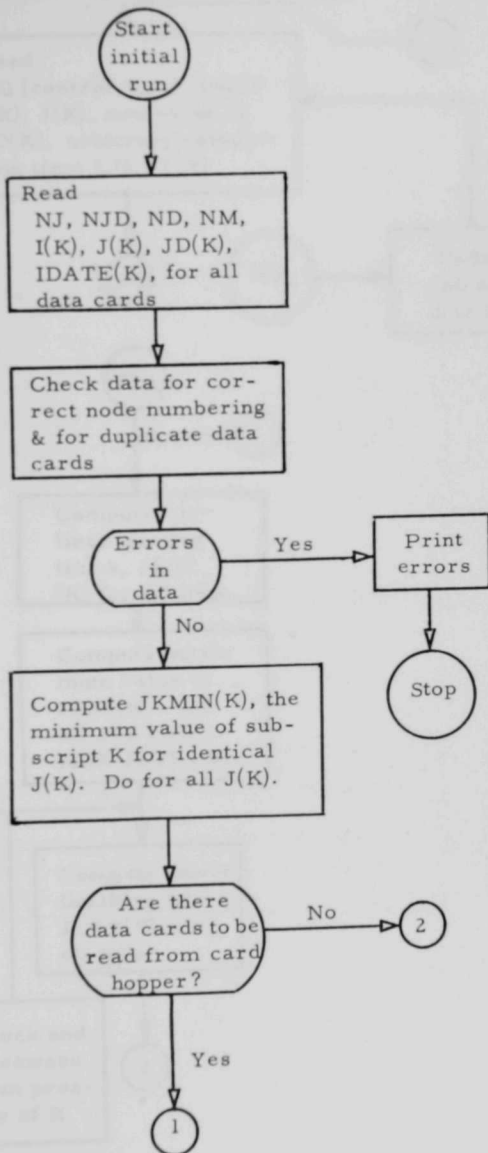 Start
initial
run
Read
NJ, NJD, ND, NM,
I(K), J(K), JD(K),
IDATE(K), for all
data cards
Check data for cor-
rect node numbering
& for duplicate data
cards
Errors
in
data
Yes
Print
errors
No
Stop
Compute JKMIN(K), the
minimum value of sub-
script K for identical
J(K). Do for all J(K).
Are there
data cards to be
read from card
hopper?
No
2
Yes
1